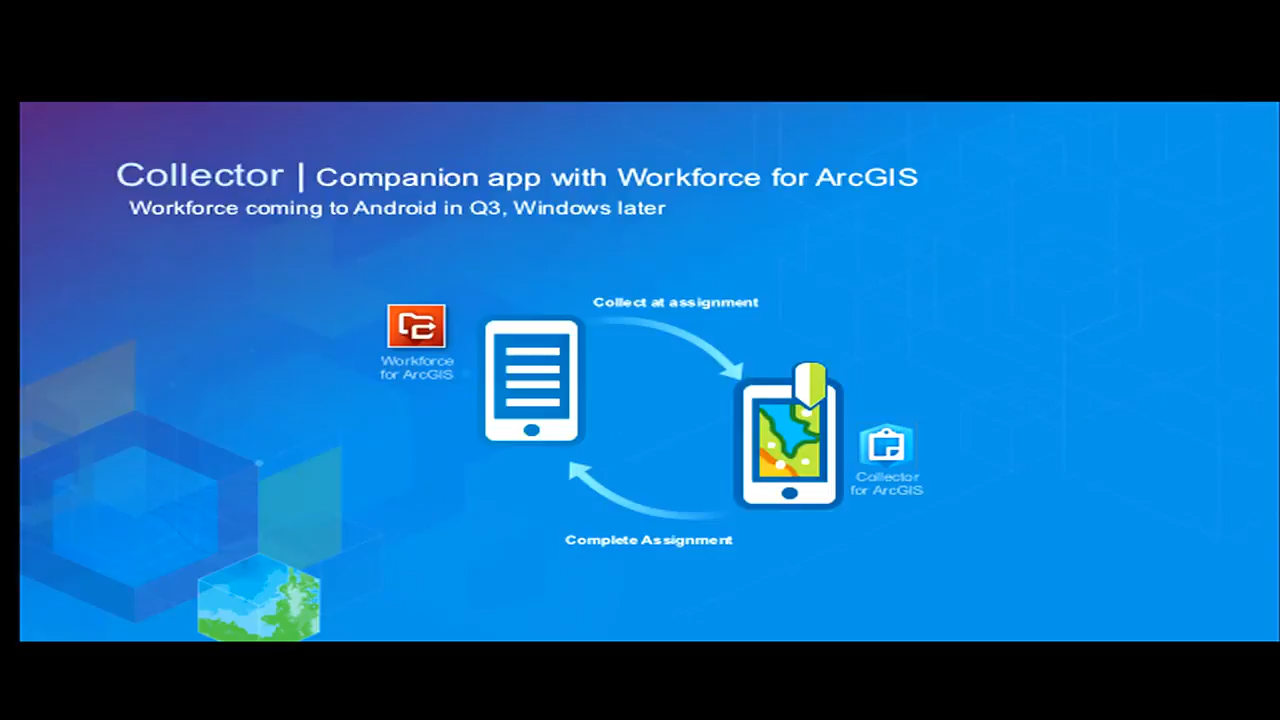 Collector | Companion app with Workforce for ArcGIS
Workforce coming to Android in Q3, Windows later
Collect at assignment
Workforce
for ArcGIS
Collector
for ArcGIS
Complete Assignment